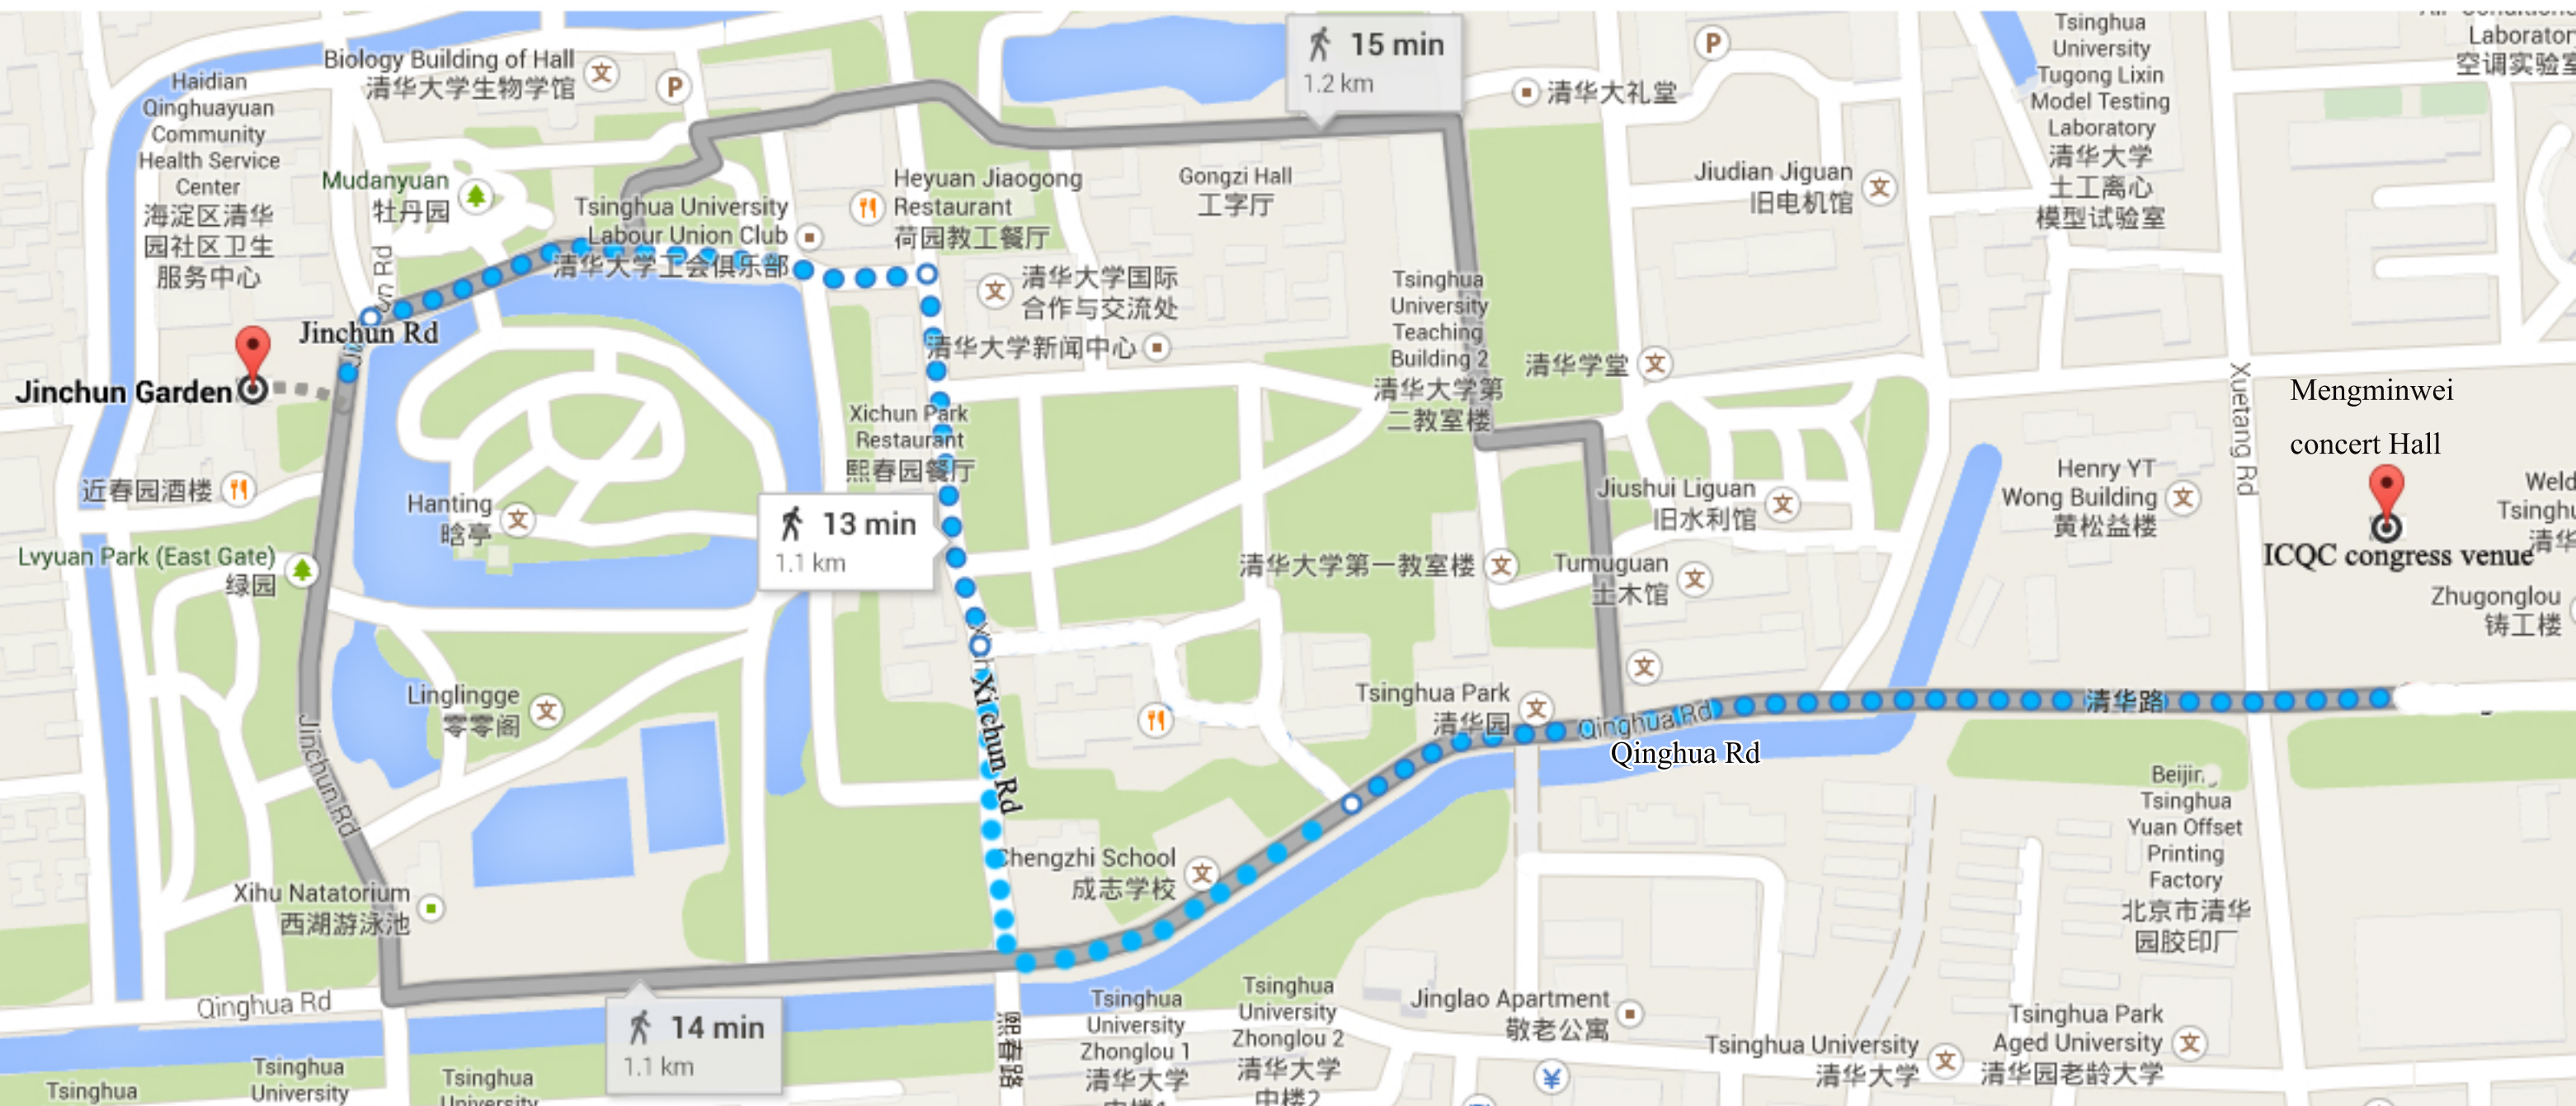 Biology Building of Hall
清华大学生物学馆
P
Haidian
Qinghuayuan
Community
Health Service
Center
海淀区清华
园社区卫生
服务中心
Mudanyuan
牡丹园
Tsinghua University
Labour Union Club
清华大学工会俱乐部
Heyuan Jiaogong
Restaurant
荷园教工餐厅
Gongzi Hall
工字厅
15 min
1.2 km
清华大礼堂
P
Jiudian Jiguan
旧电机馆
Tsinghua
University
Tugong Lixin
Model Testing
Laboratory
清华大学
土工离心
模型试验室
空调实验室
清华大学国际
合作与交流处
清华大学新闻中心
Tsinghua
University
Teaching
Building 2
清华大学第
二教室楼
清华学堂
Jinchun Rd
Jinchun Garden
Xichun Park
Restaurant
熙春园餐厅
近春园酒楼
Hanting
晗亭
13 min
1.1 km
Lvyuan Park (East Gate)
绿园
清华大学第一教室楼
Jiushui Liguan
旧水利馆
Tumuguan
土木馆
Henry YT
Wong Building
黄松益楼
Xuetang Rd
Mengminwei
concert Hall
ICQC congress venue
Zhugonglou
铸工楼
Linglingge
零零阁
Jinchun Rd
Xi chun Rd
Tsinghua Park
清华园
Qinghua Rd
Qinghua Rd
清华路
Beijin
Tsinghua
Yuan Offset
Printing
Factory
北京市清华
园胶印厂
Chengzhi School
成志学校
Xihu Natatorium
西湖游泳池
Qinghua Rd
14 min
1.1 km
熙春路
Tsinghua
University
Zhonglou 1
清华大学
Tsinghua
University
Zhonglou 2
清华大学
中楼2
Jinglao Apartment
敬老公寓
¥
Tsinghua University
清华大学
Tsinghua Park
Aged University
清华园老龄大学
Tsinghua
Tsinghua
University
Tsinghua